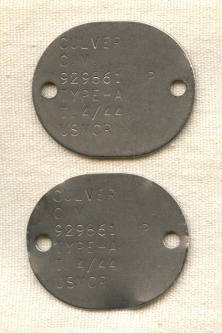 CULVER
C V
929861 P
TYPE-A
T. 4/44
USMCR
CULVER
C V
929861 P
TYPE-A
T 4/44
USMCR